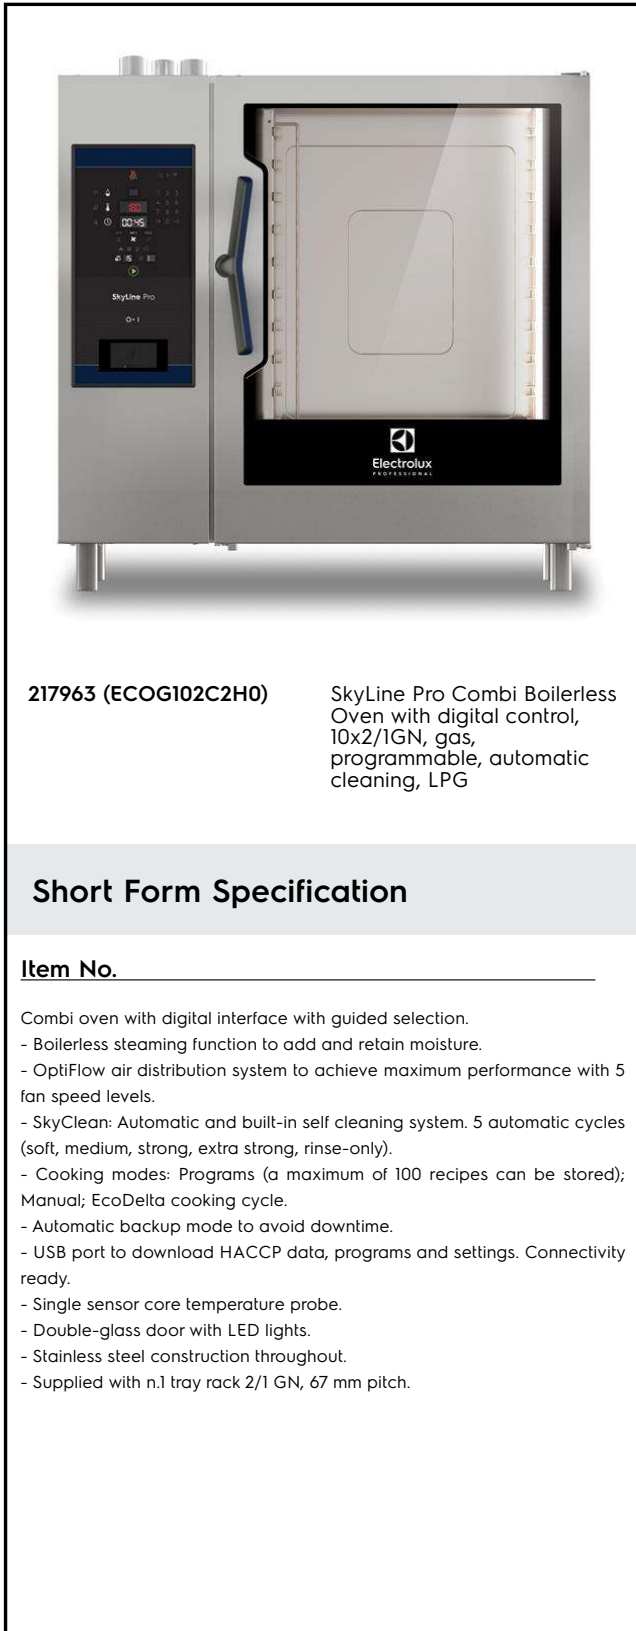 180
00:45
SkyLine Pro
Electrolux
PROFESSIONAL
217963 (ECOG102C2H0)
SkyLine Pro Combi Boilerless
Oven with digital control,
10x2/1GN, gas,
programmable, automatic
cleaning, LPG
Short Form Specification
Item No.
Combi oven with digital interface with guided selection.
- Boilerless steaming function to add and retain moisture.
- OptiFlow air distribution system to achieve maximum performance with 5
fan speed levels.
- SkyClean: Automatic and built-in self cleaning system. 5 automatic cycles
(soft, medium, strong, extra strong, rinse-only).
- Cooking modes: Programs (a maximum of 100 recipes can be stored);
Manual; EcoDelta cooking cycle.
- Automatic backup mode to avoid downtime.
- USB port to download HACCP data, programs and settings. Connectivity
ready.
- Single sensor core temperature probe.
- Double-glass door with LED lights.
- Stainless steel construction throughout.
- Supplied with n.1 tray rack 2/1 GN, 67 mm pitch.